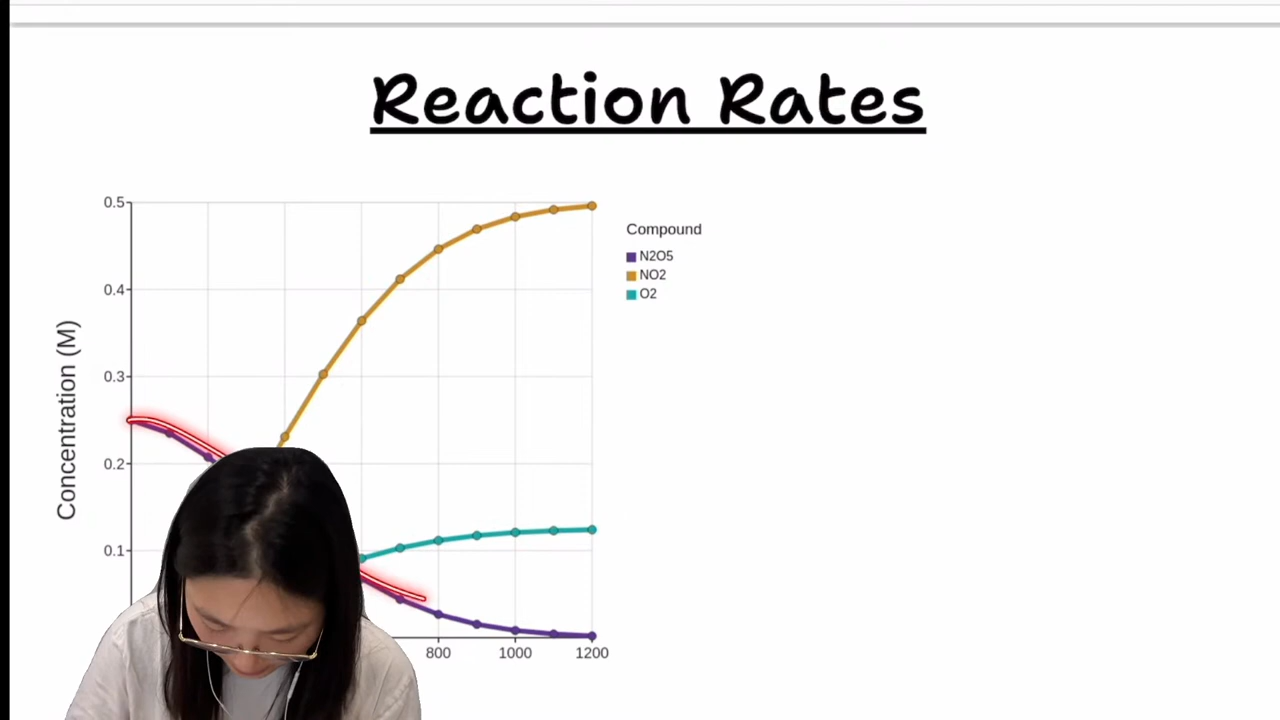 Reaction Rates
0.5
Compound
N2O5
NO2
O2
0.4
0.3
Concentration (M)
0.2
0.1
800 1000 1200